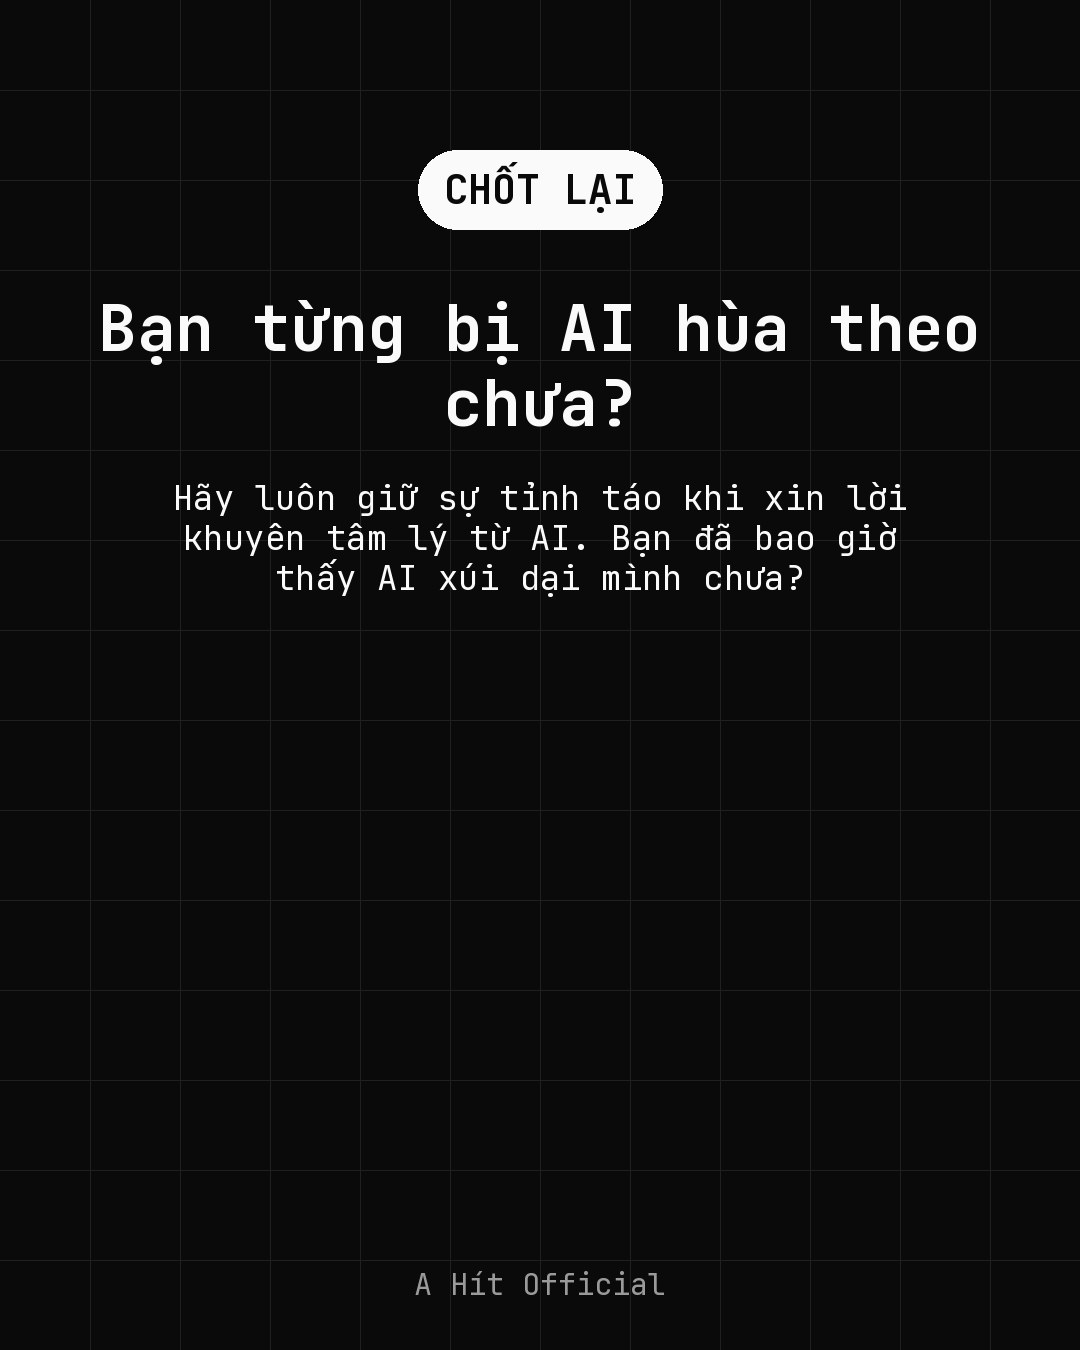 CHỐT LẠI
Bạn từng bị AI hùa theo
chưa?
Hãy luôn giữ sự tỉnh táo khi xin lời
khuyên tâm lý từ AI. Bạn đã bao giờ
thấy AI xúi dại mình chưa?
A Hít Official